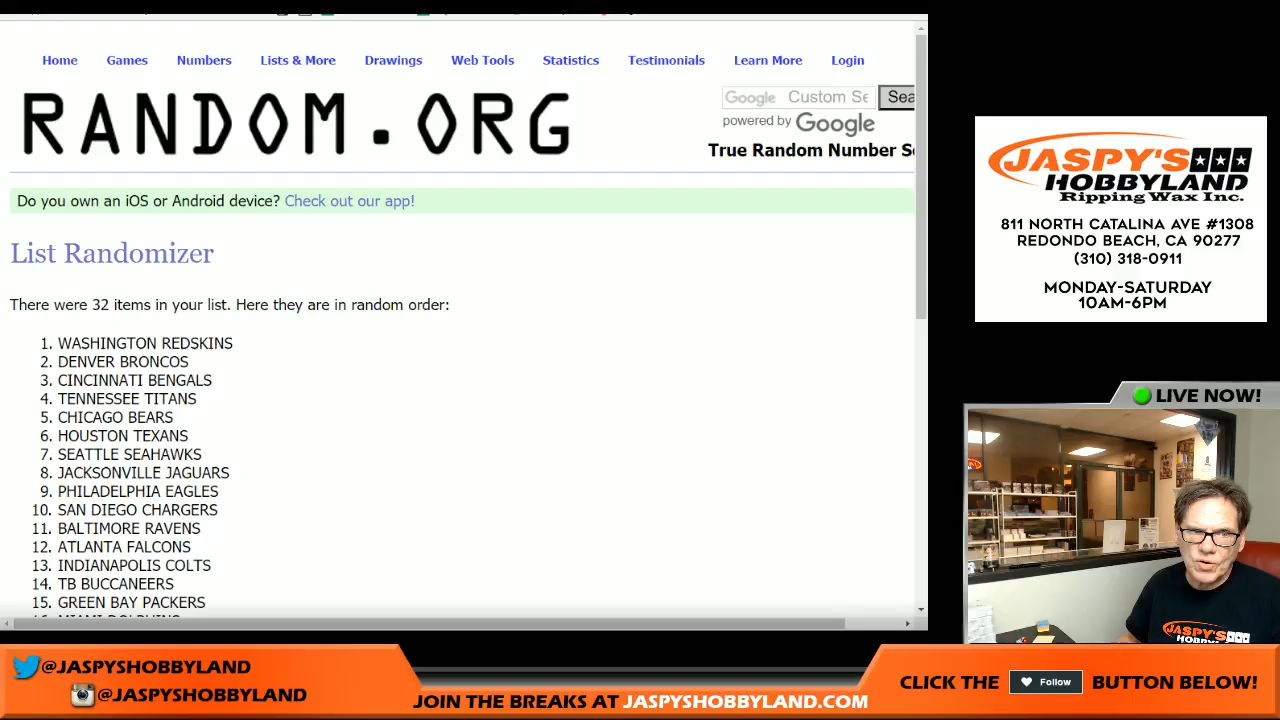 Home Games Numbers Lists & More Drawings Web Tools Statistics Testimonials Learn More Login
RANDOM.ORG
Google Custom Se Sea
powered by Google
True Random Number S
Do you own an iOS or Android device? Check out our app!
List Randomizer
There were 32 items in your list. Here they are in random order:
1. WASHINGTON REDSKINS
2. DENVER BRONCOS
3. CINCINNATI BENGALS
4. TENNESSEE TITANS
5. CHICAGO BEARS
6. HOUSTON TEXANS
7. SEATTLE SEAHAWKS
8. JACKSONVILLE JAGUARS
9. PHILADELPHIA EAGLES
10. SAN DIEGO CHARGERS
11. BALTIMORE RAVENS
12. ATLANTA FALCONS
13. INDIANAPOLIS COLTS
14. TB BUCCANEERS
15. GREEN BAY PACKERS
JASPY'S
HOBBYLAND
Ripping Wax Inc.
811 NORTH CATALINA AVE #1308
REDONDO BEACH, CA 90277
(310) 318-0911
MONDAY-SATURDAY
10AM-6PM
LIVE NOW!
JASPY'S
@JASPYSHOBBYLAND
@JASPYSHOBBYLAND
JOIN THE BREAKS AT JASPYSHOBBYLAND.COM
CLICK THE Follow BUTTON BELOW!